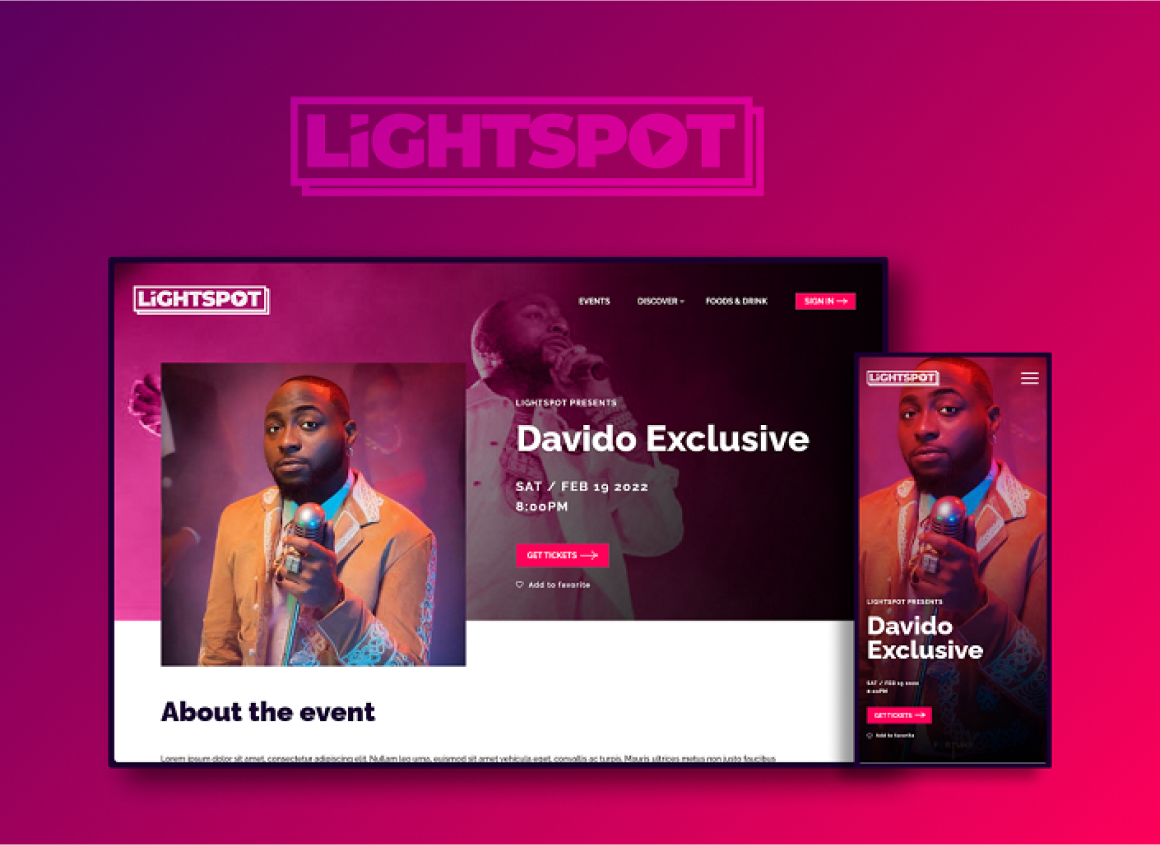 LiGHTSPOT
LiGHTSPOT
EVENTS
DISCOVER
FOODS & DRINK
SIGN IN
LIGHTSPOT PRESENTS
Davido Exclusive
SAT / FEB 19 2022
8:00PM
GET TICKETS
Add to favorite
About the event
Lorem ipsum dolor sit amet, consectetur adipiscing elit. Nullam leo urna, euismod sit amet vehicula eget, convallis ac turpis. Mauris ultrices metus non justo faucibus
LiGHTSPOT
LIGHTSPOT PRESENTS
Davido
Exclusive
SAT / FEB 19 2022
8:00PM
GET TICKETS
Add to favorite